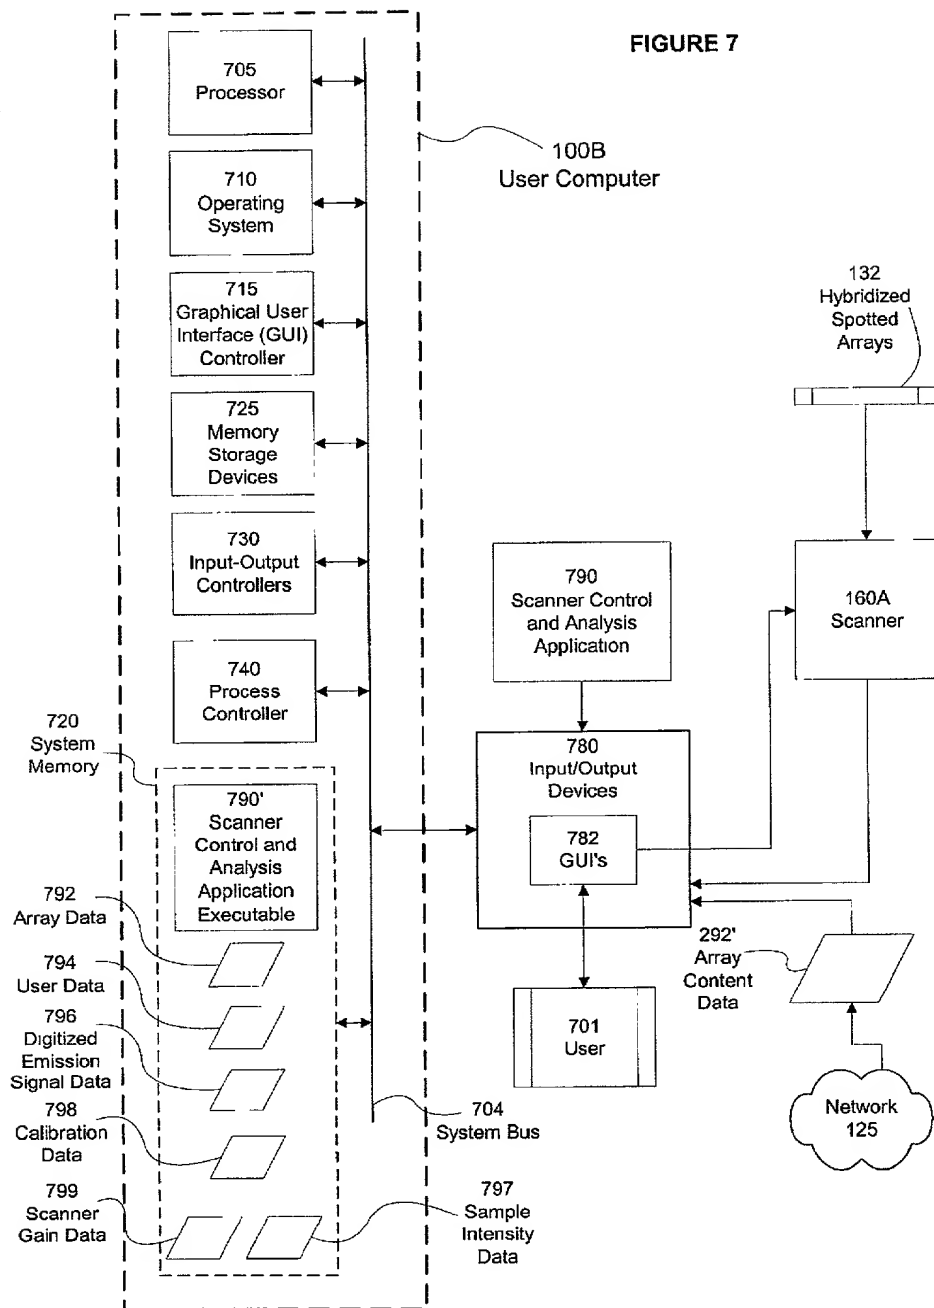 FIGURE 7
705
Processor
100B
User Computer
710
Operating
System
715
Graphical User
Interface (GUI)
Controller
132
Hybridized
Spotted
Arrays
725
Memory
Storage
Devices
730
Input-Output
Controllers
790
Scanner Control
and Analysis
Application
160A
Scanner
740
Process
Controller
720
System
Memory
780
Input/Output
Devices
782
GUI's
790'
Scanner
Control and
Analysis
Application
Executable
792
Array Data
794
User Data
796
Digitized
Emission
Signal Data
798
Calibration
Data
799
Scanner
Gain Data
797
Sample
Intensity
Data
704
System Bus
701
User
292'
Array
Content
Data
Network
125